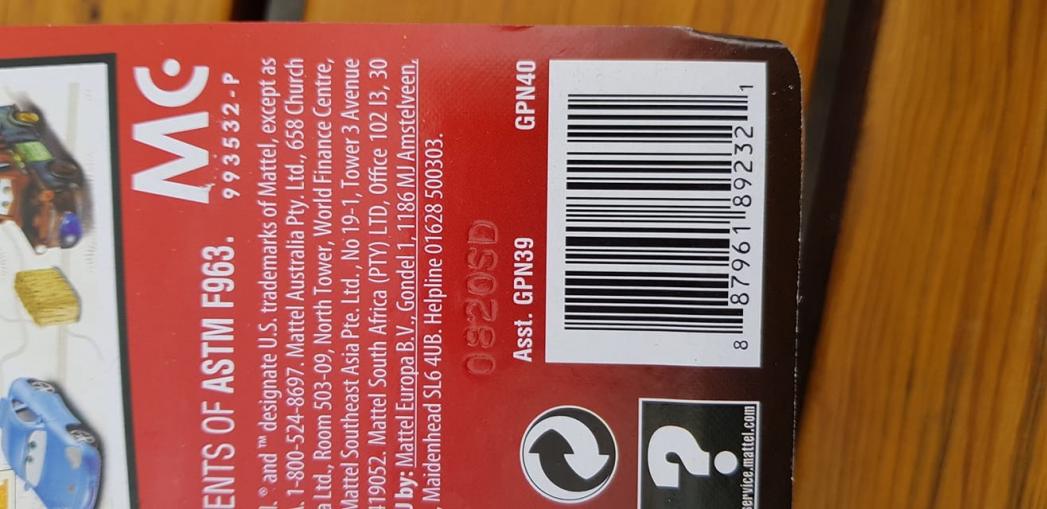 MC
993532-P
ENTS OF ASTM F963.
. ® and ™ designate U.S. trademarks of Mattel, except as
. 1-800-524-8697. Mattel Australia Pty. Ltd., 658 Church
a Ltd., Room 503-09, North Tower, World Finance Centre,
Mattel Southeast Asia Pte. Ltd., No 19-1, Tower 3 Avenue
419052. Mattel South Africa (PTY) LTD, Office 102 I3, 30
U by: Mattel Europa B.V., Gondel 1, 1186 MJ Amstelveen,
, Maidenhead SL6 4UB. Helpline 01628 500303.
0820SD
Asst. GPN39 GPN40
8 87961 89232 1
?
service.mattel.com